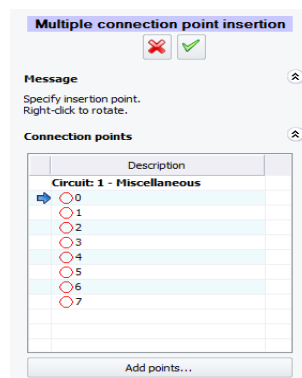 Multiple connection point insertion
Message
Specify insertion point.
Right-click to rotate.
Connection points
Description
Circuit: 1 - Miscellaneous
0
1
2
3
4
5
6
7
Add points...